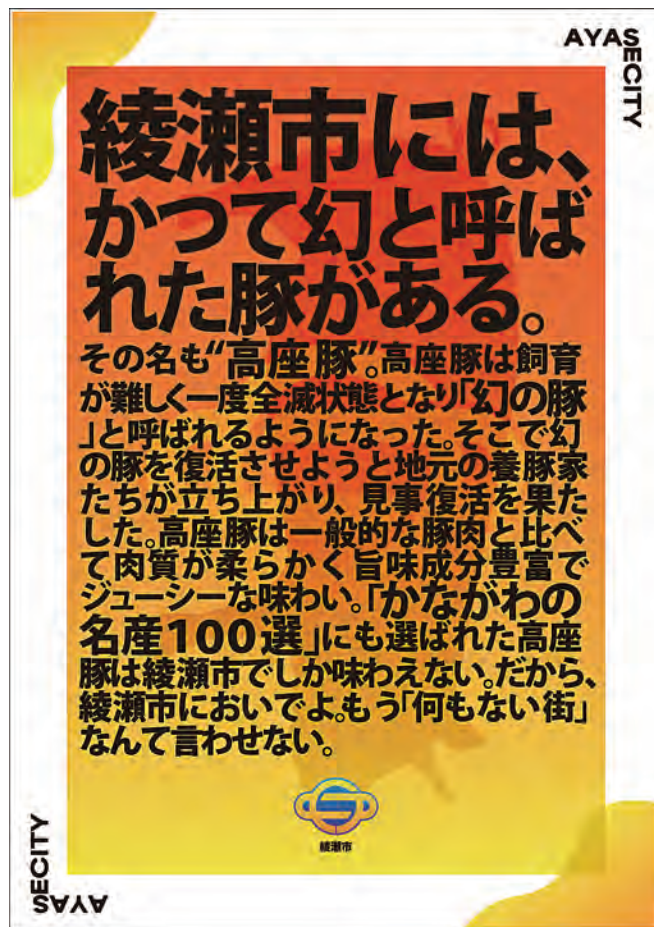 AYASECITY
綾瀬市には、
かつて幻と呼ば
れた豚がある。
その名も“高座豚”。高座豚は飼育
が難しく一度全滅状態となり「幻の豚
」と呼ばれるようになった。そこで幻
の豚を復活させようと地元の養豚家
たちが立ち上がり、見事復活を果た
した。高座豚は一般的な豚肉と比べ
て肉質が柔らかく旨味成分豊富で
ジューシーな味わい。「かながわの
名産100選」にも選ばれた高座
豚は綾瀬市でしか味わえない。だから、
綾瀬市においでよ。もう「何もない街」
なんて言わせない。
綾瀬市
AYASECITY